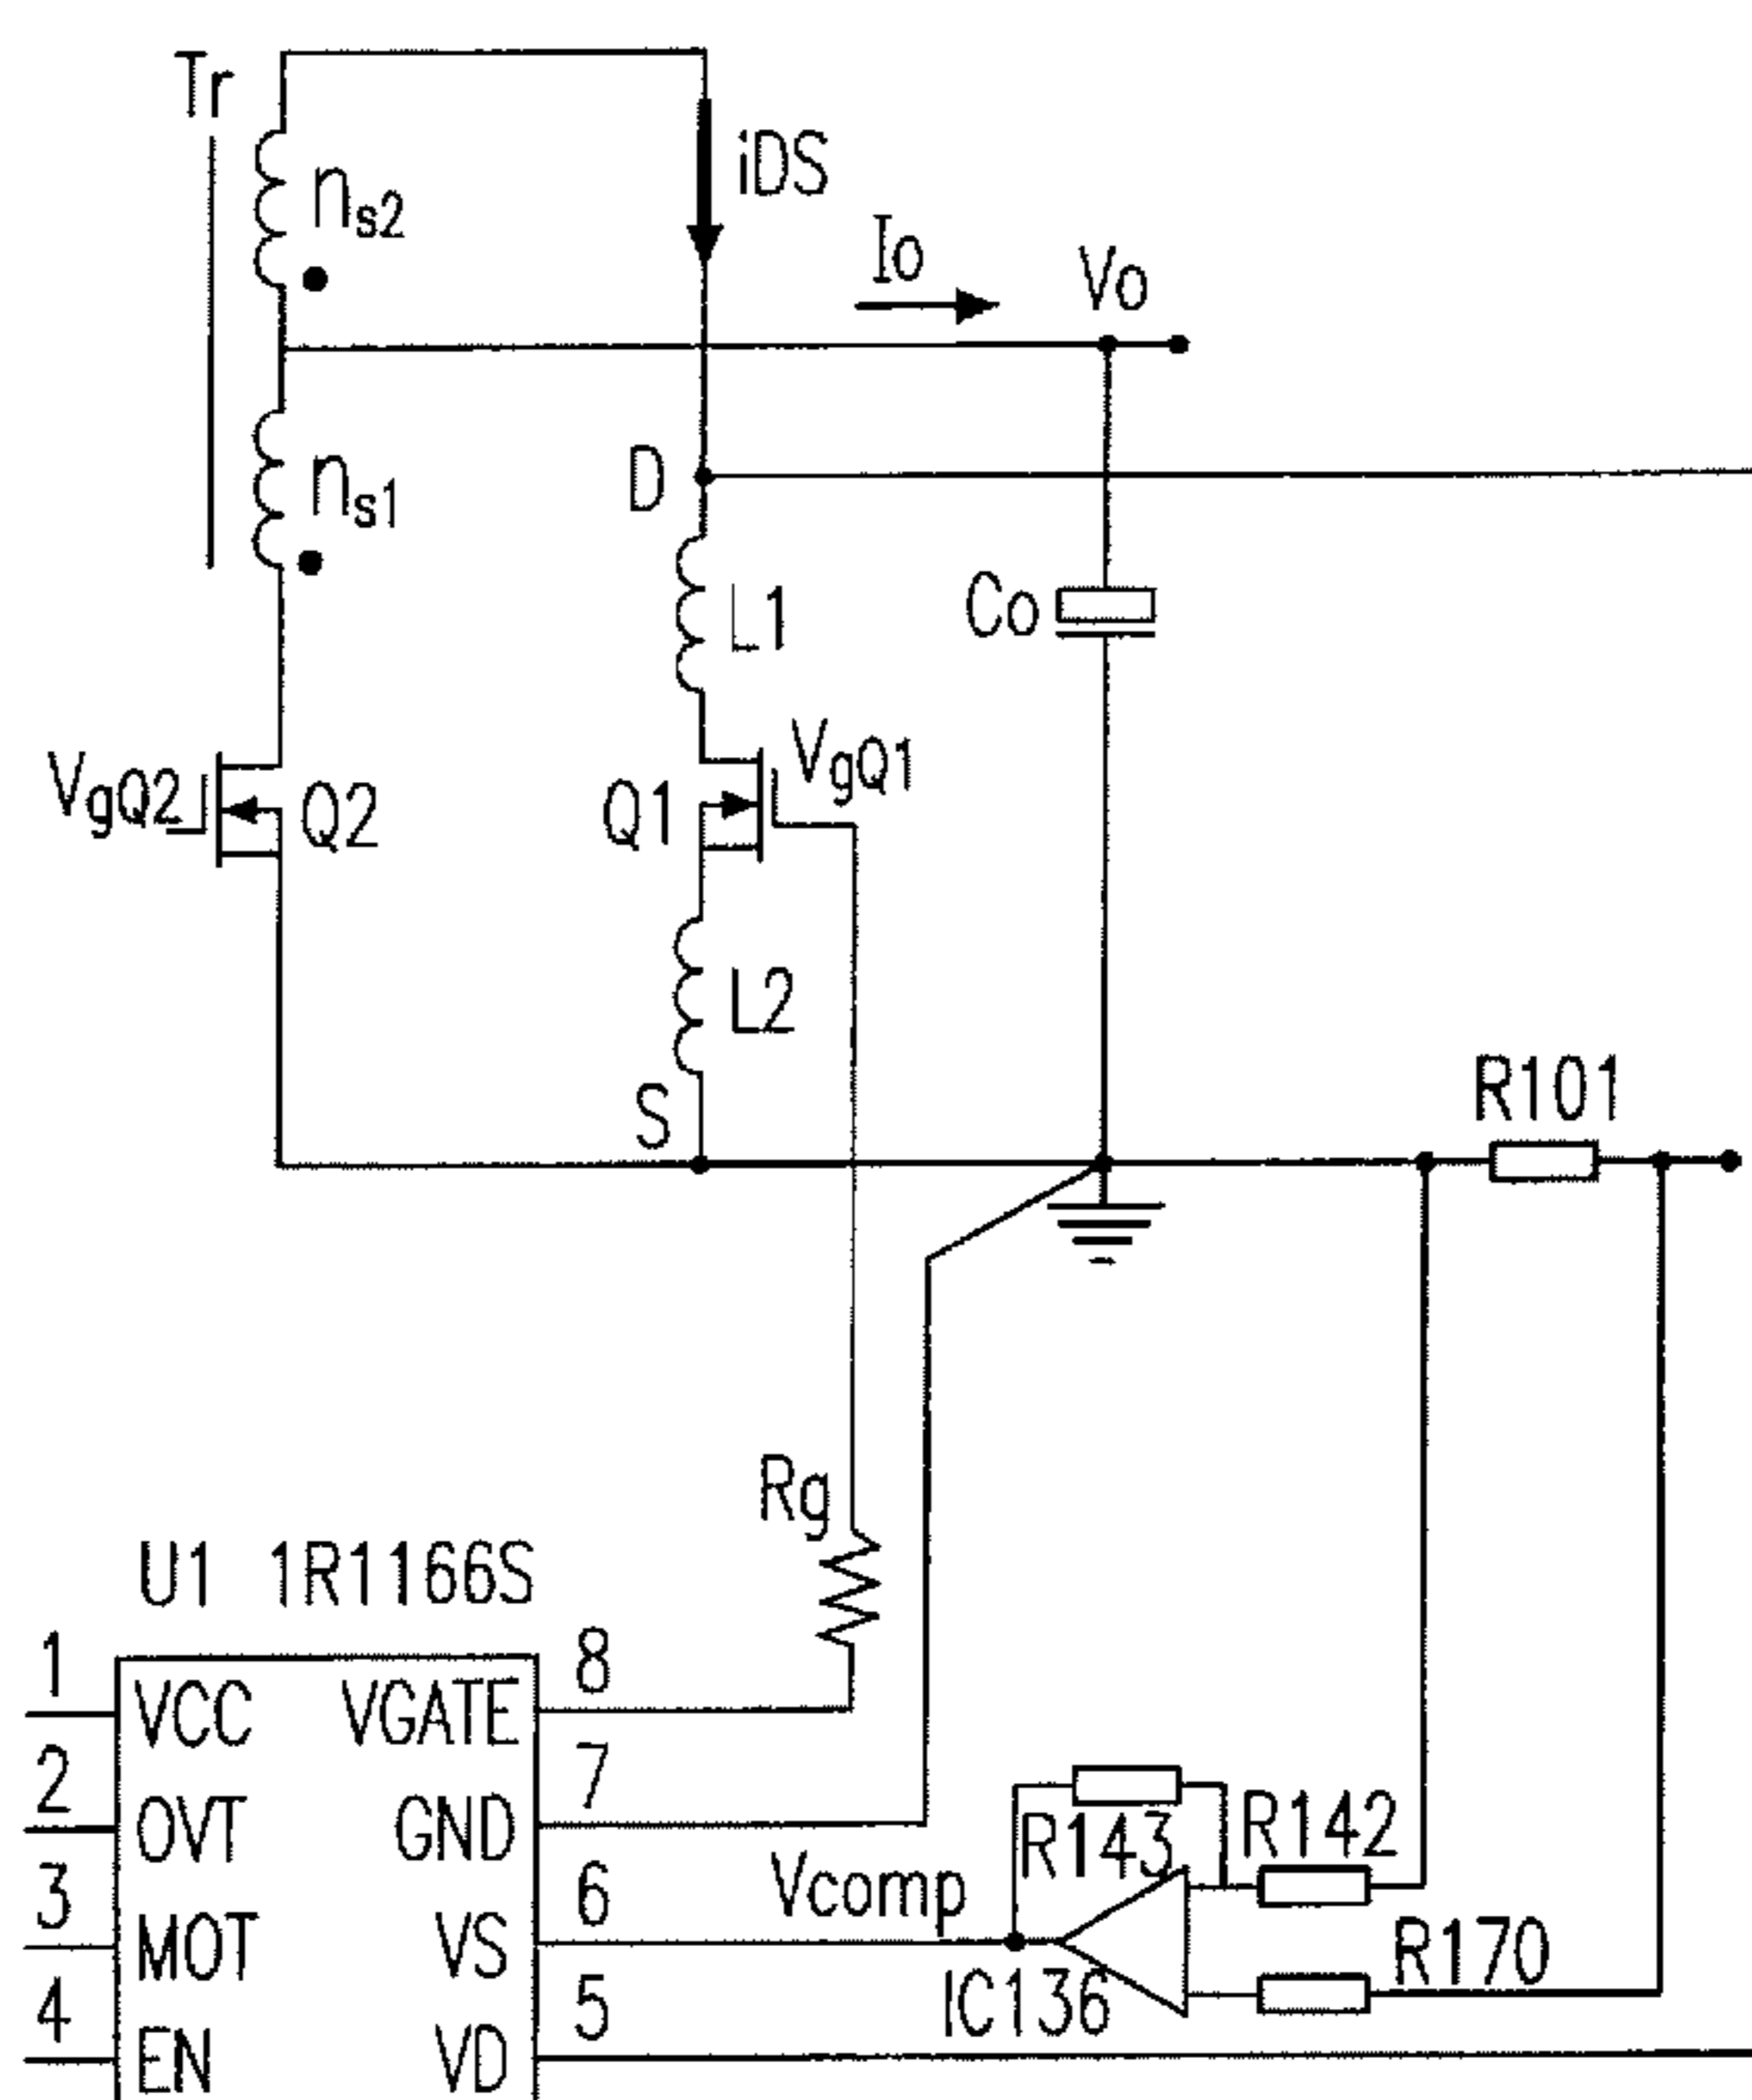 Tr
iDS
ns2
Io
Vo
D
ns1
L1
Co
VgQ1
VgQ2
Q2
Q1
L2
S
R101
Rg
U1 1R1166S
1
8
VCC
VGATE
2
7
OVT
GND
R143
R142
3
6
Vcomp
MOT
VS
R170
4
5
IC136
EN
VD